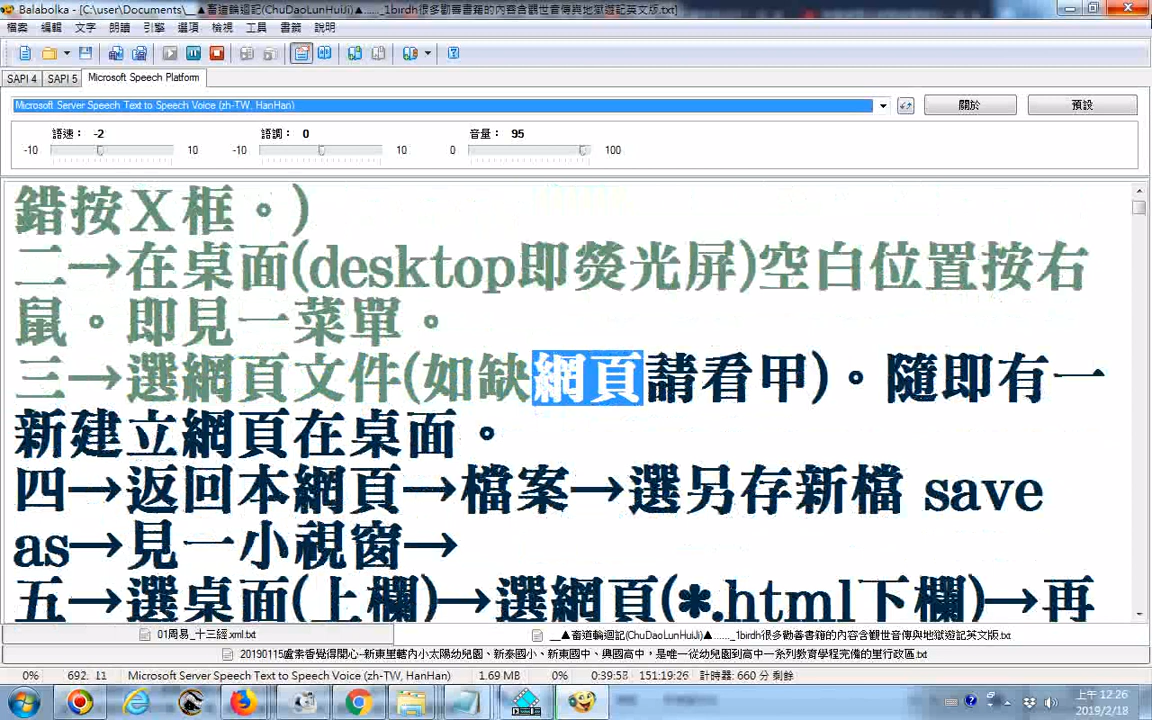 Balabolka - [C:\user\Documents\__▲畜道輪迴記(ChuDaoLunHuiJi)▲......_1birdh很多勸善書籍的內容含觀世音傳與地獄遊記英文版.txt]
檔案 編輯 文字 朗讀 引擎 選項 檢視 工具 書籤 說明
SAPI 4 SAPI 5 Microsoft Speech Platform
Microsoft Server Speech Text to Speech Voice (zh-TW, HanHan) 關於 預設
語速： -2 語調： 0 音量： 95
-10 10 -10 10 0 100
錯按Ｘ框。)
二→在桌面(desktop即熒光屏)空白位置按右
鼠。即見一菜單。
三→選網頁文件(如缺網頁請看甲)。隨即有一
新建立網頁在桌面。
四→返回本網頁→檔案→選另存新檔 save
as→見一小視窗→
五→選桌面(上欄)→選網頁(*.html下欄)→再
01周易_十三經.xml.txt __▲畜道輪迴記(ChuDaoLunHuiJi)▲......_1birdh很多勸善書籍的內容含觀世音傳與地獄遊記英文版.txt
20190115盧素香覺得開心-新東里轄內小太陽幼兒園、新泰國小、新東國中、興國高中，是唯一從幼兒園到高中一系列教育學程完備的里行政區.txt
0% 692. 11 Microsoft Server Speech Text to Speech Voice (zh-TW, HanHan) 1.69 MB 0% 0:39:53 151:19:26 計時器: 660 分 剩餘
上午 12:26
2019/2/18